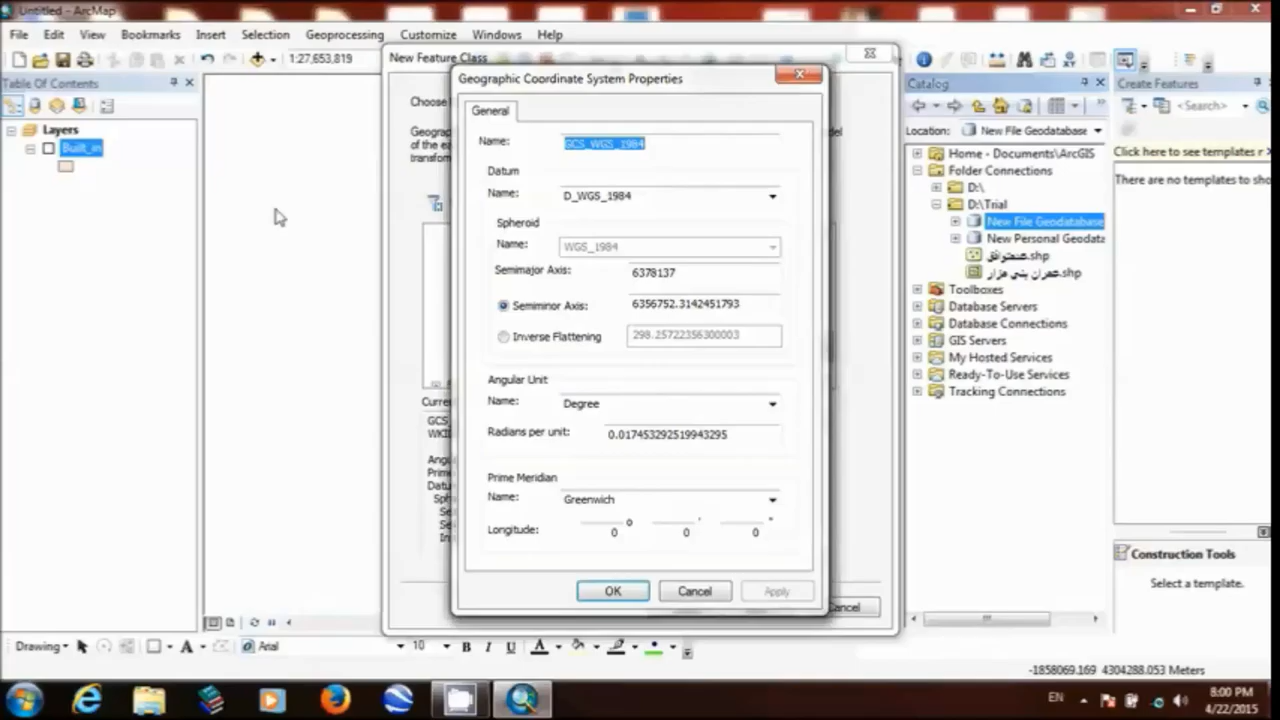 Untitled - ArcMap
File Edit View Bookmarks Insert Selection Geoprocessing Customize Windows Help
1:27,653,819
Table Of Contents
Layers
Built_in
New Feature Class
Geographic Coordinate System Properties
General
Name: GCS_WGS_1984
Datum
Name: D_WGS_1984
Spheroid
Name: WGS_1984
Semimajor Axis: 6378137
Semiminor Axis: 6356752.3142451793
Inverse Flattening 298.25722356300003
Angular Unit
Name: Degree
Radians per unit: 0.017453292519943295
Prime Meridian
Name: Greenwich
Longitude: 0 ° 0 ' 0 "
OK Cancel Apply
Catalog
Location: New File Geodatabase
Home - Documents\ArcGIS
Folder Connections
D:\
D:\Trial
New File Geodatabase
New Personal Geodata
عمران بني مزار.shp
Toolboxes
Database Servers
Database Connections
GIS Servers
My Hosted Services
Ready-To-Use Services
Tracking Connections
Create Features
<Search>
Click here to see templates
There are no templates to sho
Construction Tools
Select a template.
Drawing Arial 10 B I U A
-1858069.169 4304288.053 Meters
EN
8:00 PM
4/22/2015